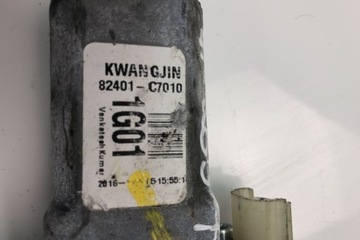 KWANGJIN
82401-C7010
1G01
Venkatesh Kumar